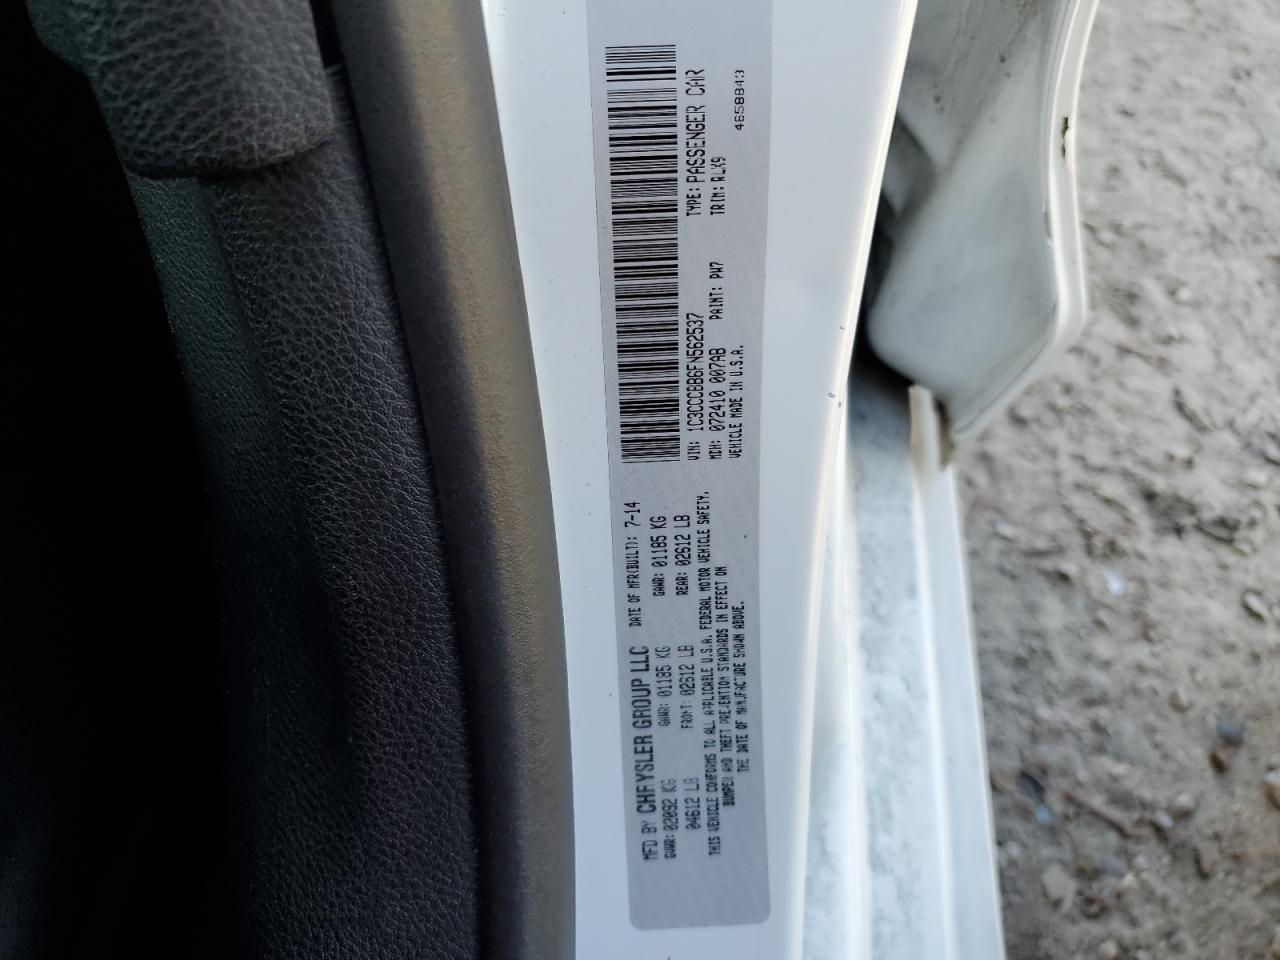 MFD BY CHRYSLER GROUP LLC DATE OF MFR(BUILT): 7-14
GVWR: 02092 KG GAWR: 01185 KG GAWR: 01185 KG
04612 LB FRONT: 02612 LB REAR: 02612 LB
THIS VEHICLE CONFORMS TO ALL APPLICABLE U.S.A. FEDERAL MOTOR VEHICLE SAFETY,
BUMPER AND THEFT PREVENTION STANDARDS IN EFFECT ON
THE DATE OF MANUFACTURE SHOWN ABOVE.
VIN: 1C3CCCBB6FN562537 TYPE: PASSENGER CAR
MDH: 072410 007AB PAINT: PW7 TRIM: RLX9
VEHICLE MADE IN U.S.A. 4658843